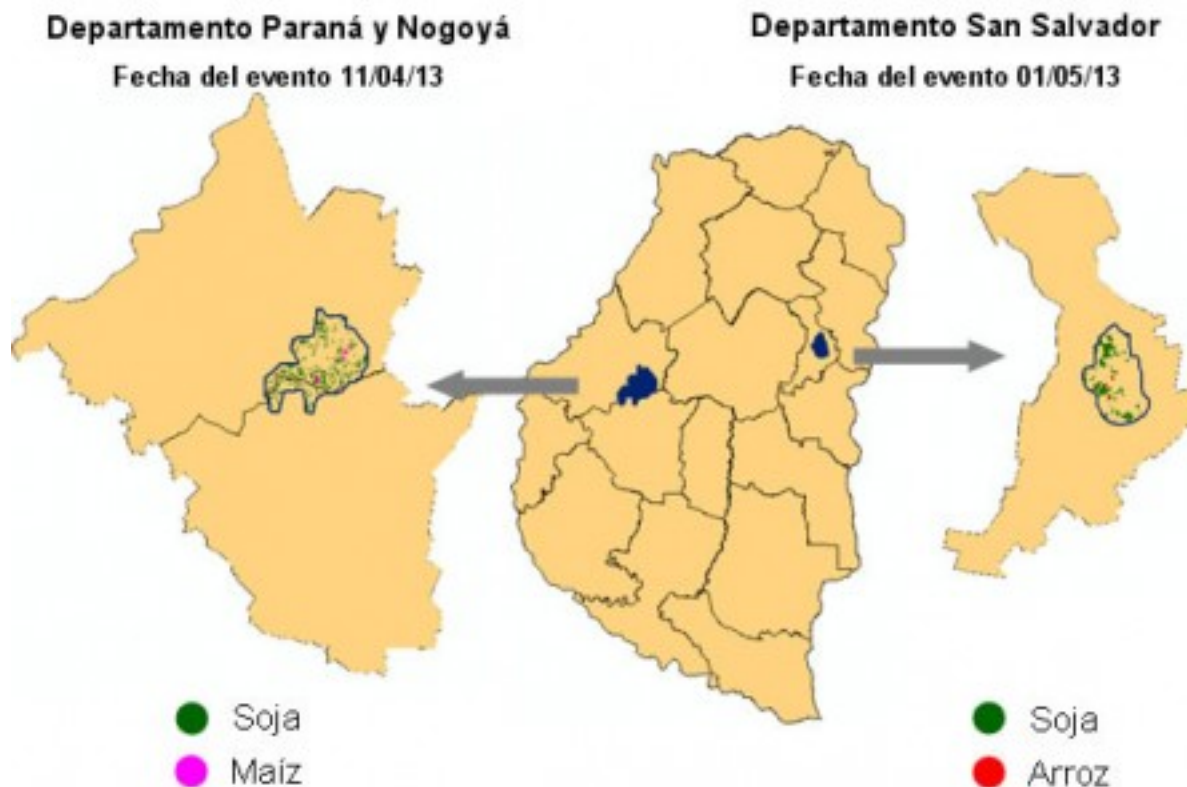 Departamento Paraná y Nogoyá
Fecha del evento 11/04/13
Departamento San Salvador
Fecha del evento 01/05/13
Soja
Maíz
Soja
Arroz